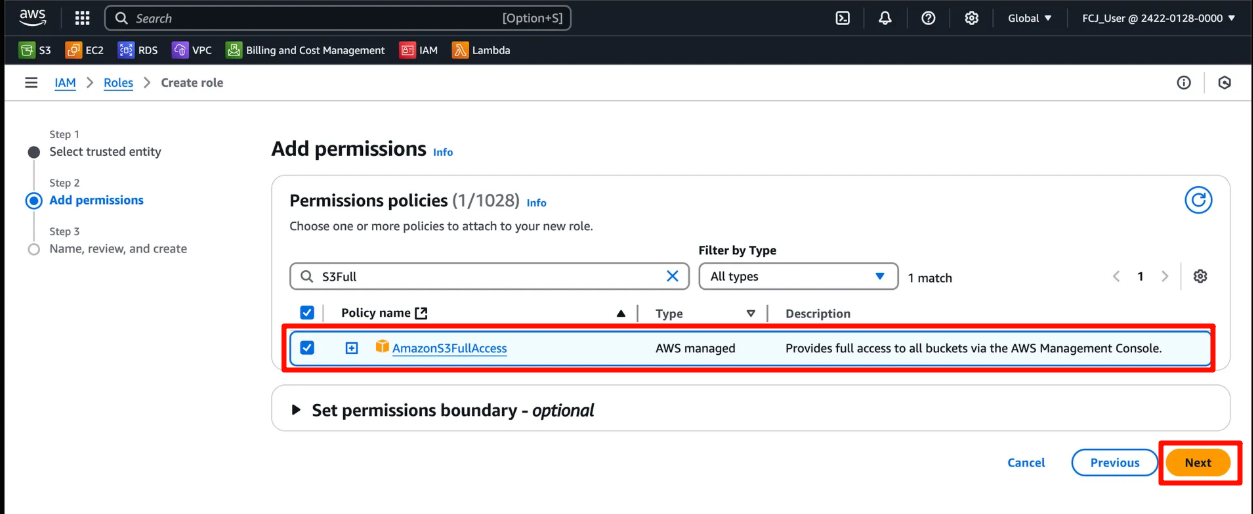 aws
Search [Option+S] Global FCJ_User @ 2422-0128-0000
S3 EC2 RDS VPC Billing and Cost Management IAM Lambda
IAM Roles Create role
Step 1
Select trusted entity
Step 2
Add permissions
Step 3
Name, review, and create
Add permissions Info
Permissions policies (1/1028) Info
Choose one or more policies to attach to your new role.
Filter by Type
S3Full All types 1 match 1
Policy name Type Description
AmazonS3FullAccess AWS managed Provides full access to all buckets via the AWS Management Console.
Set permissions boundary - optional
Cancel Previous Next